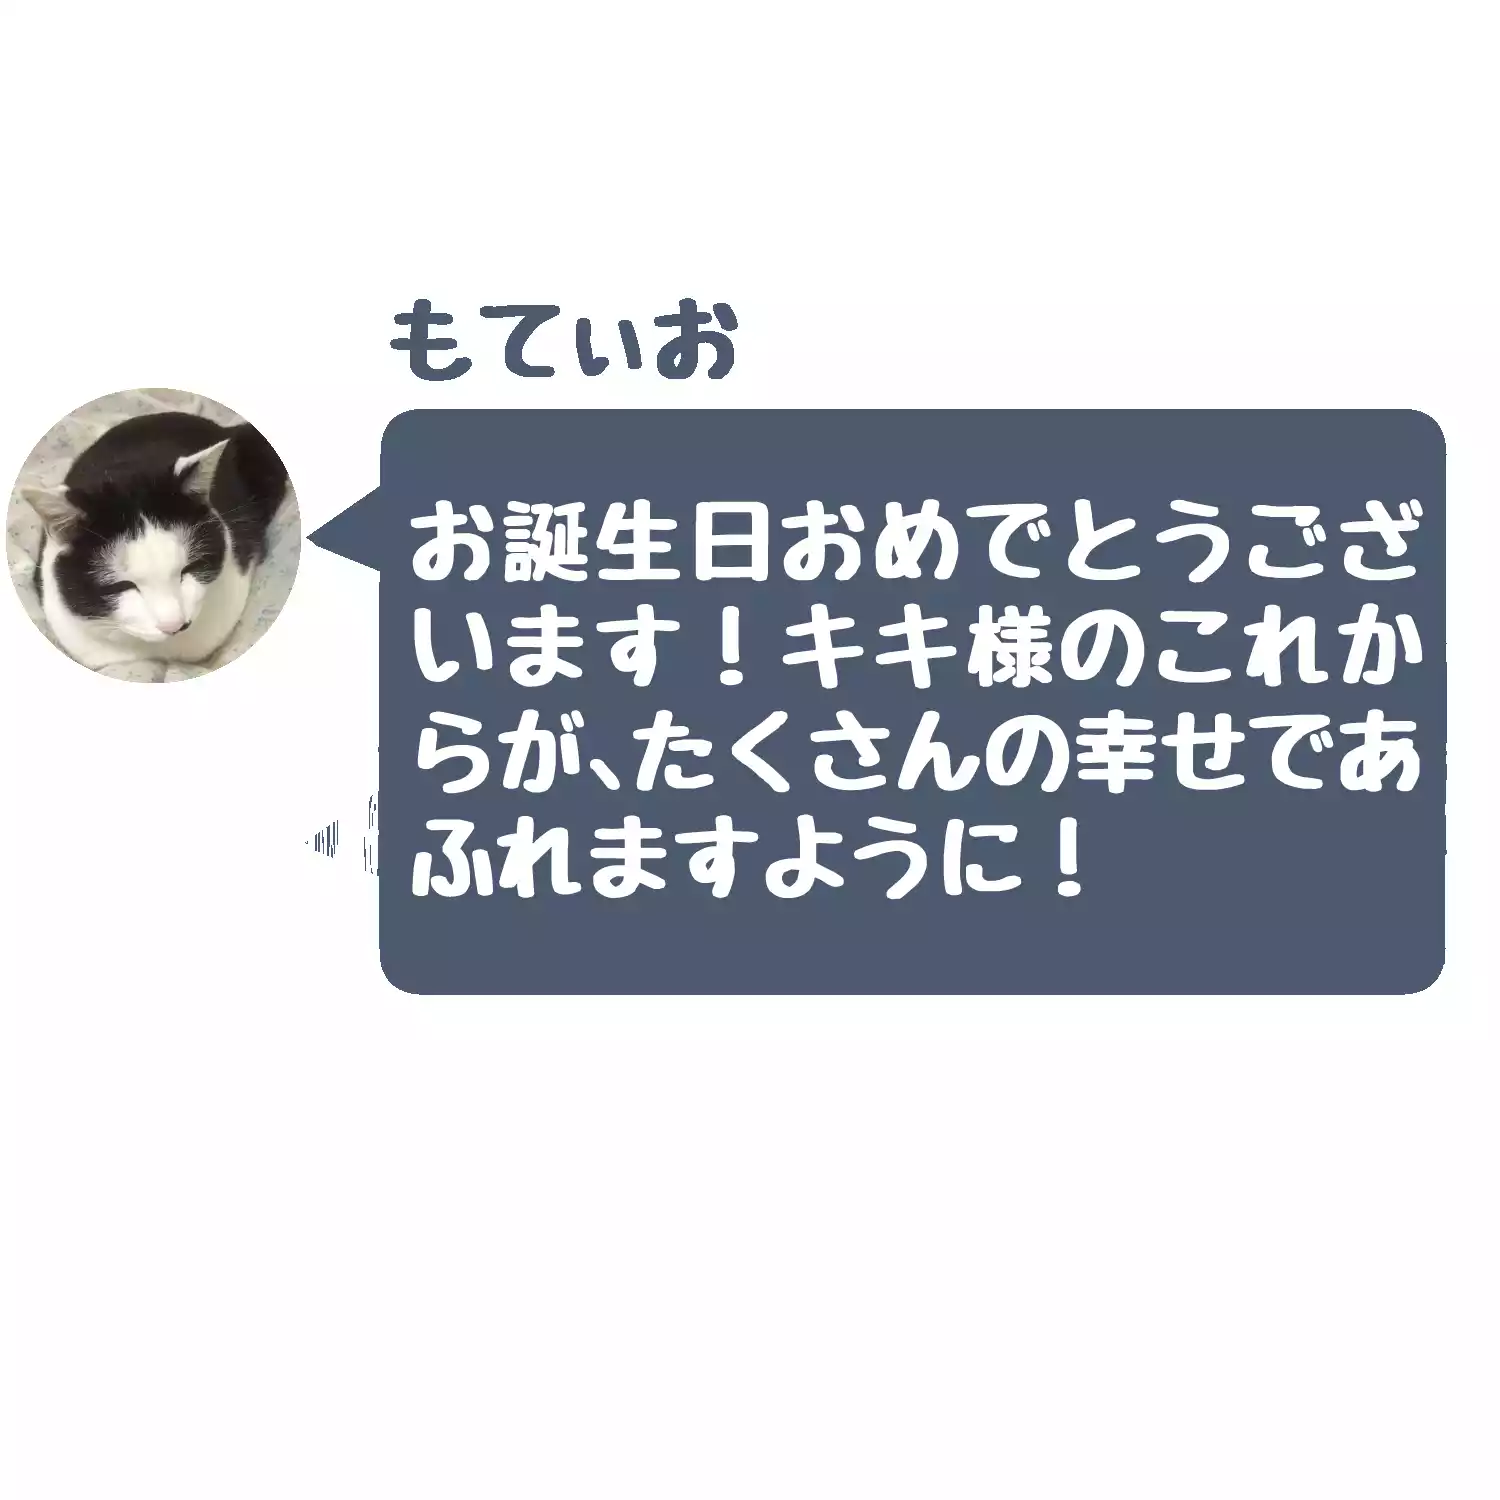 もてぃお
お誕生日おめでとうござ
います！キキ様のこれか
らが、たくさんの幸せであ
ふれますように！